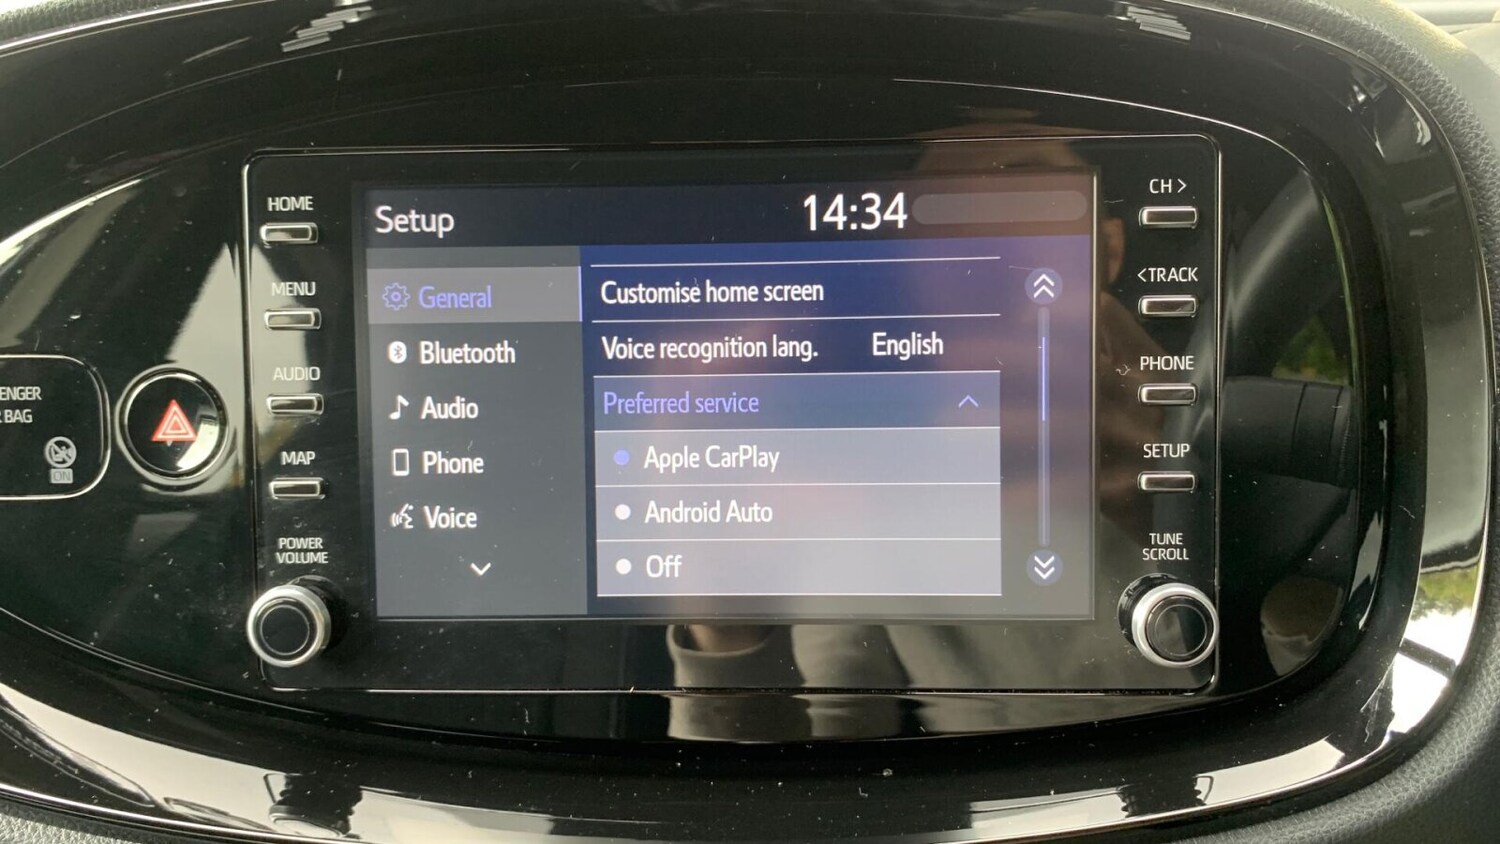 HOME
MENU
AUDIO
MAP
POWER
VOLUME
ENGER
BAG
ON
Setup
14:34
General
Bluetooth
Audio
Phone
Voice
Customise home screen
Voice recognition lang. English
Preferred service
Apple CarPlay
Android Auto
Off
CH >
<TRACK
PHONE
SETUP
TUNE
SCROLL